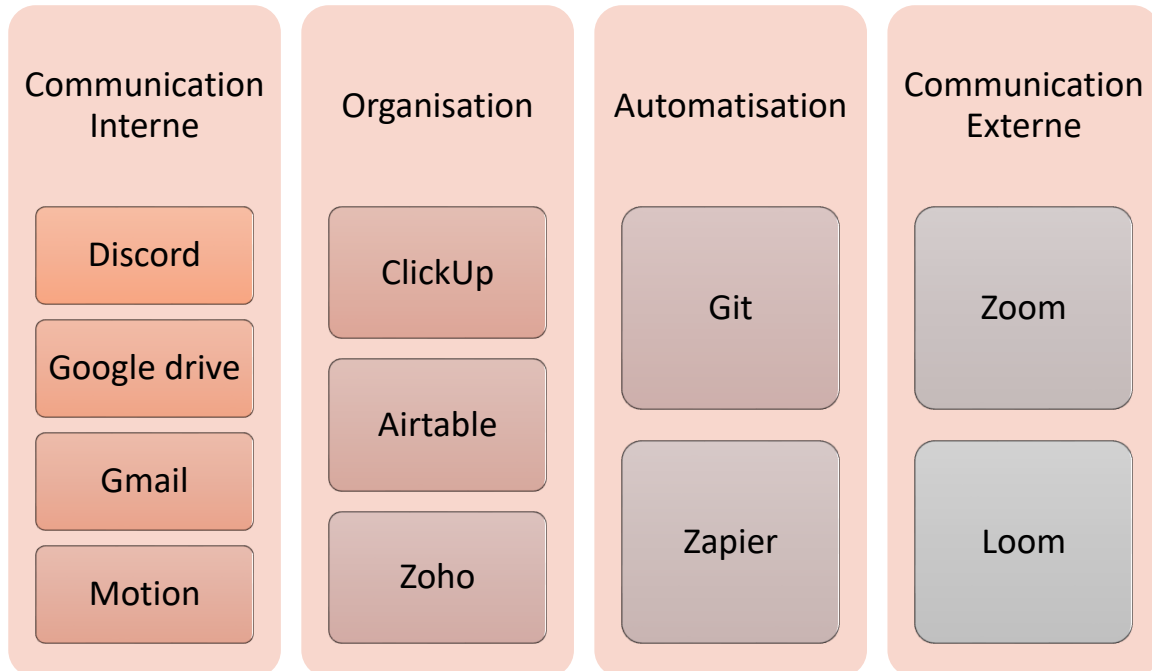 Communication
Interne
Discord
Google drive
Gmail
Motion
Organisation
ClickUp
Airtable
Zoho
Automatisation
Git
Zapier
Communication
Externe
Zoom
Loom